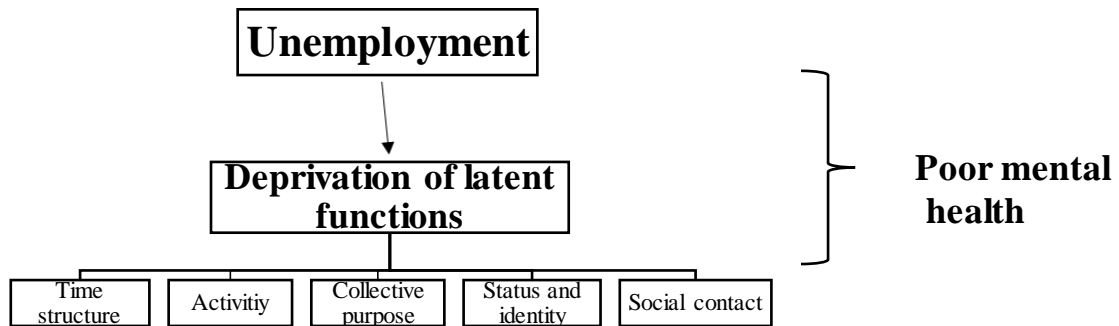 Unemployment
Deprivation of latent
functions
Poor mental
health
Time
structure
Activitiy
Collective
purpose
Status and
identity
Social contact